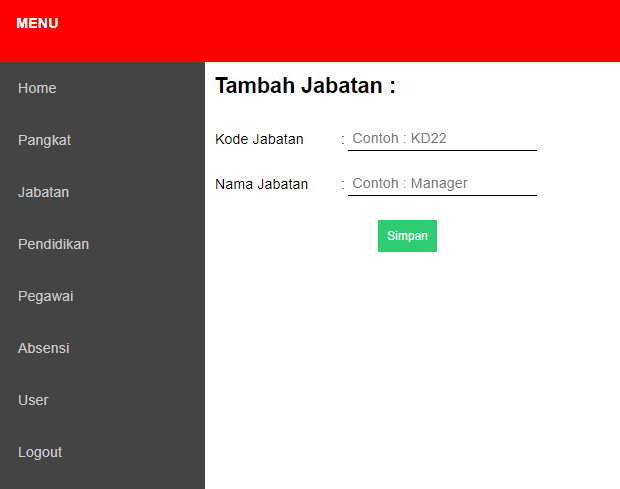 MENU
Home
Pangkat
Jabatan
Pendidikan
Pegawai
Absensi
User
Logout
Tambah Jabatan :
Kode Jabatan : Contoh : KD22
Nama Jabatan : Contoh : Manager
Simpan